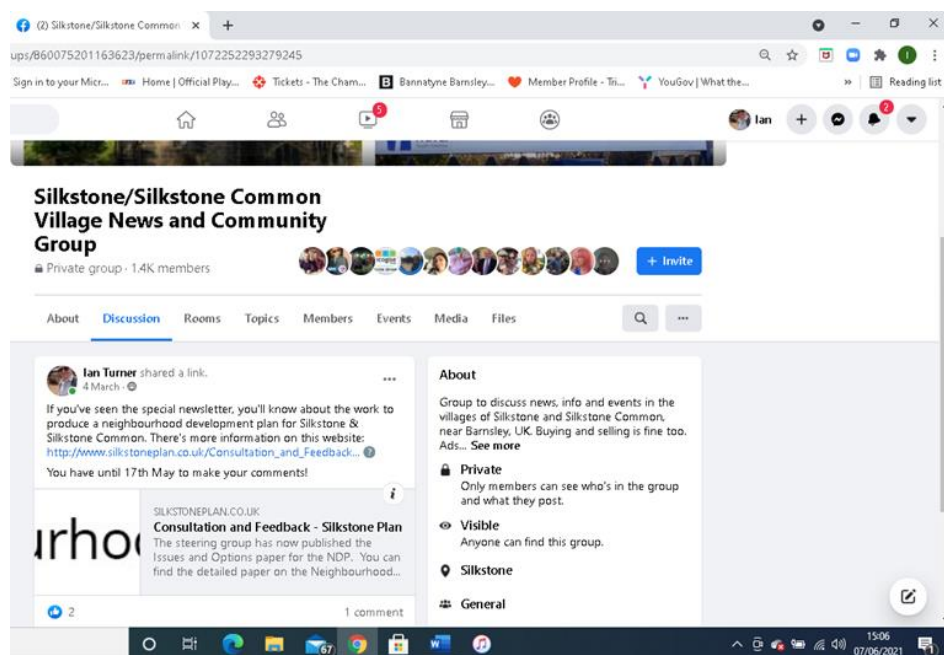 (2) Silkstone/Silkstone Common
ups/860075201163623/permalink/1072252293279245
Sign in to your Micr... Home | Official Play... Tickets - The Cham... B Bannatyne Barnsley... Member Profile - Tri... YouGov | What the... » Reading list
5 Ian 2
Silkstone/Silkstone Common
Village News and Community
Group
Private group · 1.4K members
+ Invite
About Discussion Rooms Topics Members Events Media Files
Ian Turner shared a link.
4 March ·
If you've seen the special newsletter, you'll know about the work to
produce a neighbourhood development plan for Silkstone &
Silkstone Common. There's more information on this website:
http://www.silkstoneplan.co.uk/Consultation_and_Feedback...
You have until 17th May to make your comments!
urhoo
SILKSTONEPLAN.CO.UK
Consultation and Feedback - Silkstone Plan
The steering group has now published the
Issues and Options paper for the NDP. You can
find the detailed paper on the Neighbourhood...
2 1 comment
About
Group to discuss news, info and events in the
villages of Silkstone and Silkstone Common,
near Barnsley, UK. Buying and selling is fine too.
Ads... See more
Private
Only members can see who's in the group
and what they post.
Visible
Anyone can find this group.
Silkstone
General
67
15:06
07/06/2021
1